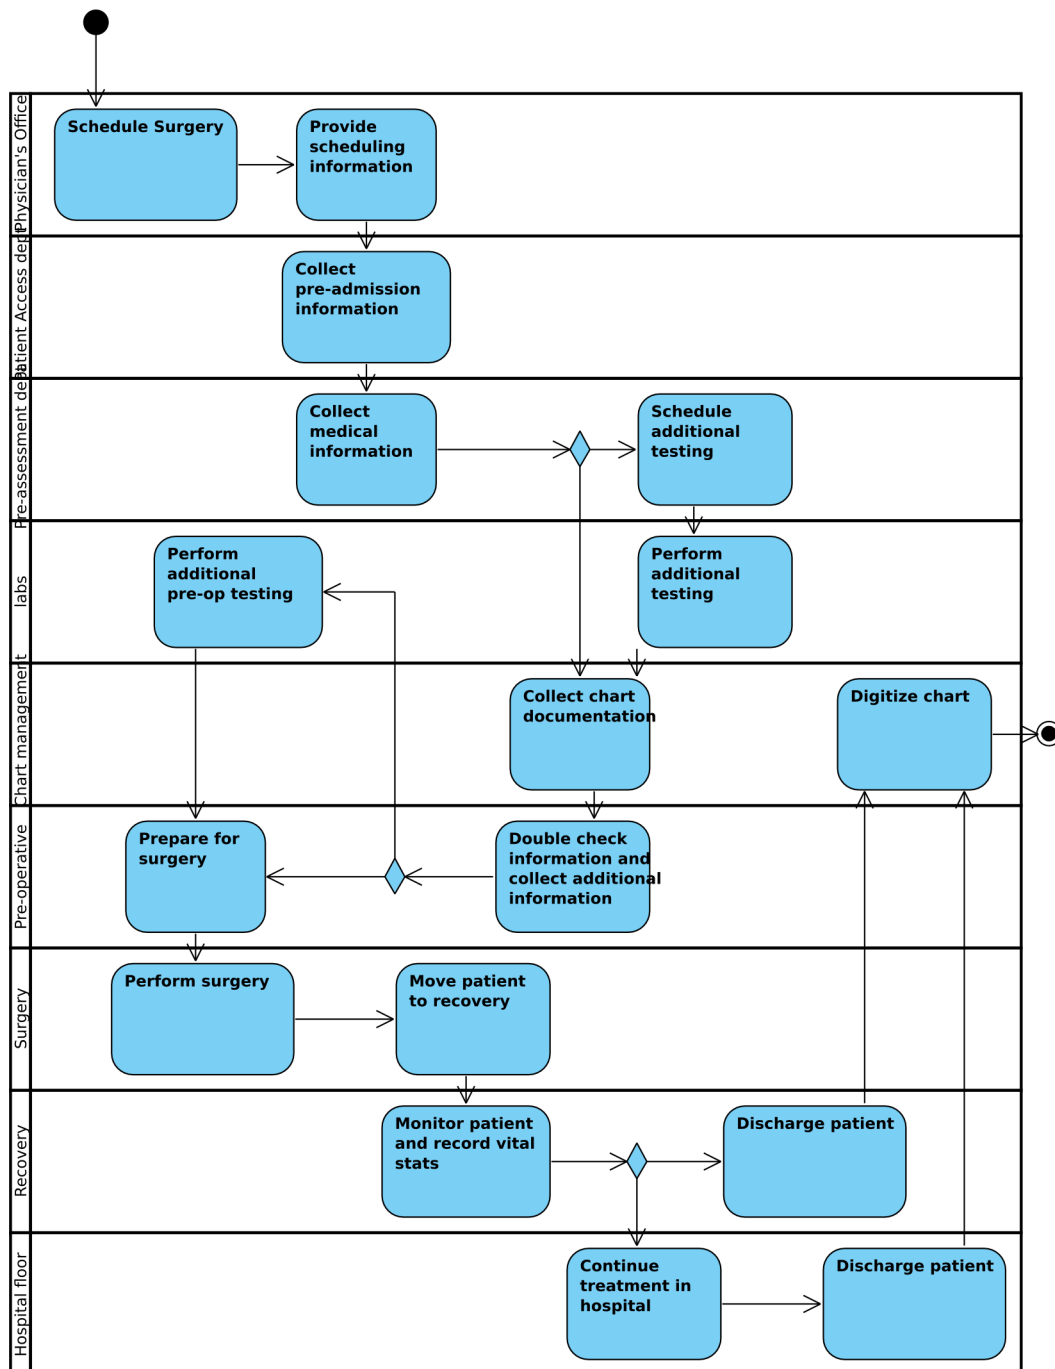 Physician's Office
Schedule Surgery
Provide
scheduling
information
Patient Access dept
Collect
pre-admission
information
Pre-assessment dept
Collect
medical
information
Schedule
additional
testing
labs
Perform
additional
pre-op testing
Perform
additional
testing
Chart management
Collect chart
documentation
Digitize chart
Pre-operative
Prepare for
surgery
Double check
information and
collect additional
information
Surgery
Perform surgery
Move patient
to recovery
Recovery
Monitor patient
and record vital
stats
Discharge patient
Hospital floor
Continue
treatment in
hospital
Discharge patient